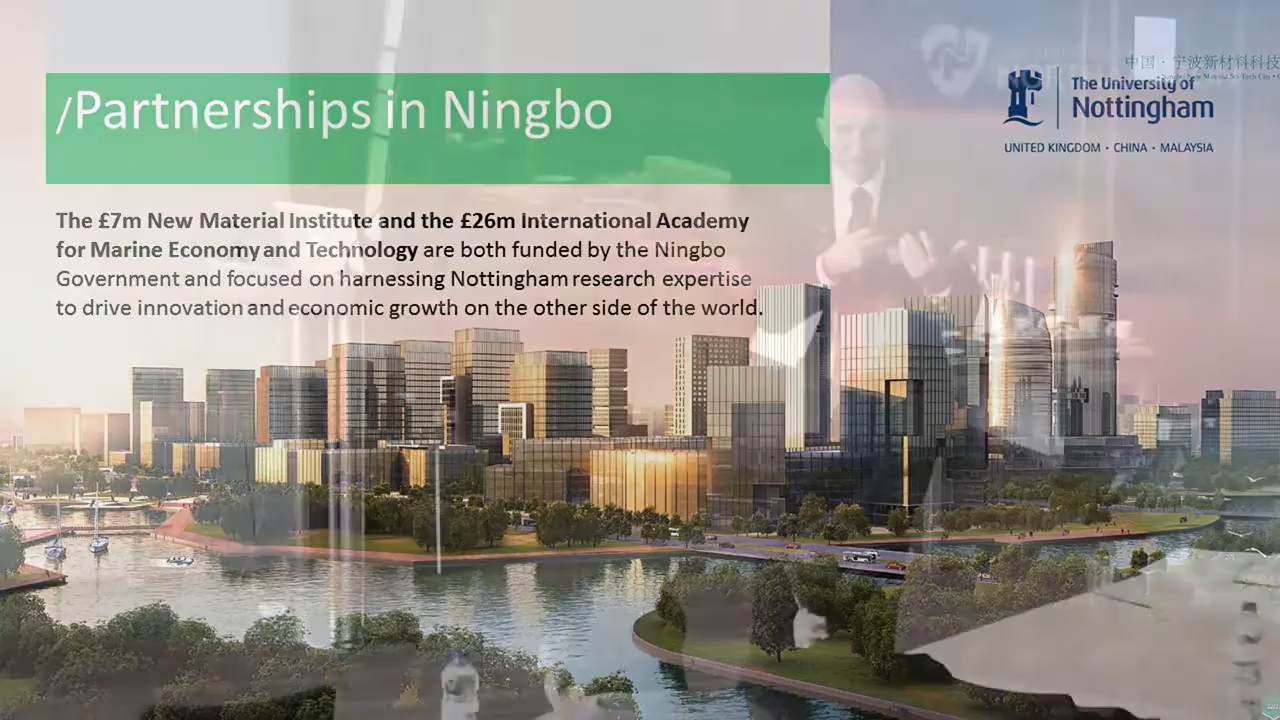 /Partnerships in Ningbo
中国 · 宁波新材料科技
The University of
Nottingham
UNITED KINGDOM · CHINA · MALAYSIA
The £7m New Material Institute and the £26m International Academy
for Marine Economy and Technology are both funded by the Ningbo
Government and focused on harnessing Nottingham research expertise
to drive innovation and economic growth on the other side of the world.